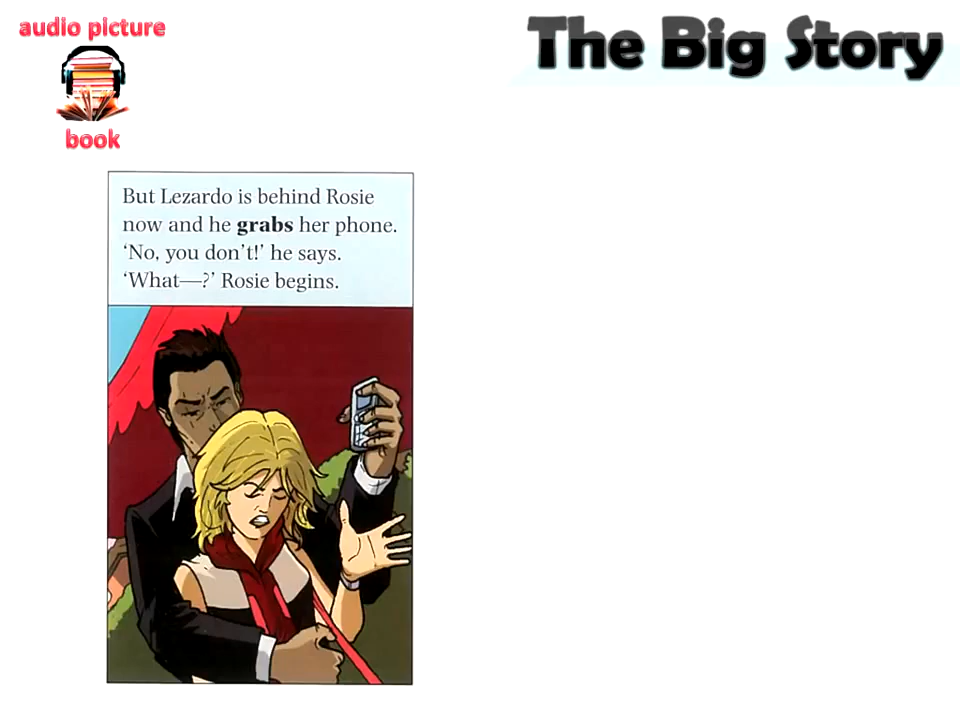 audio picture
book
The Big Story
But Lezardo is behind Rosie
now and he grabs her phone.
‘No, you don’t!’ he says.
‘What—?’ Rosie begins.